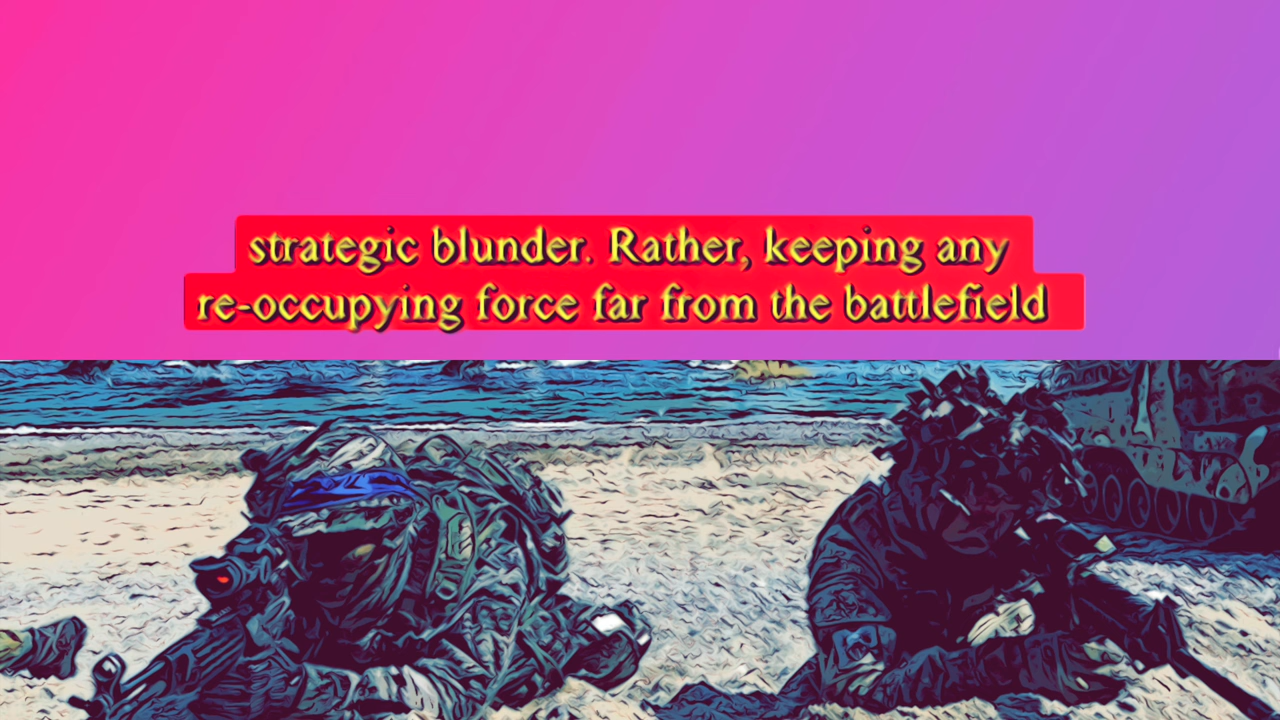 strategic blunder. Rather, keeping any
re-occupying force far from the battlefield